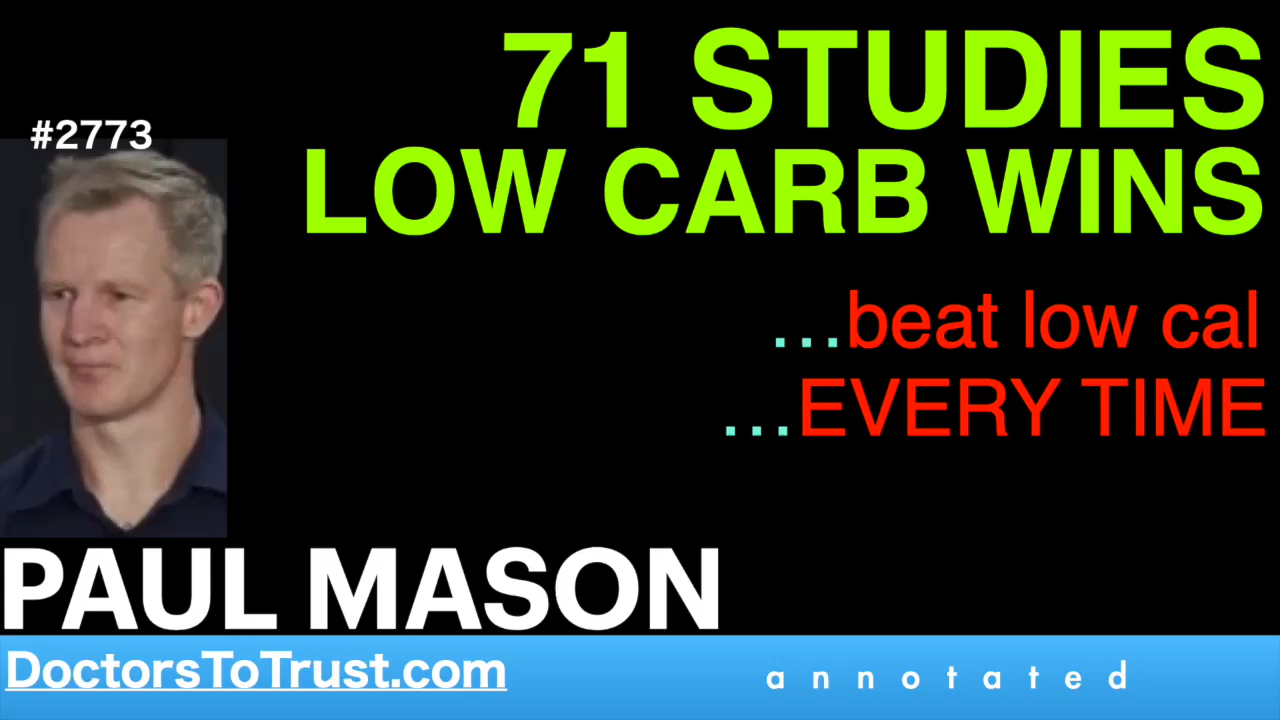 71 STUDIES
LOW CARB WINS
#2773
...beat low cal
...EVERY TIME
PAUL MASON
DoctorsToTrust.com
annotated